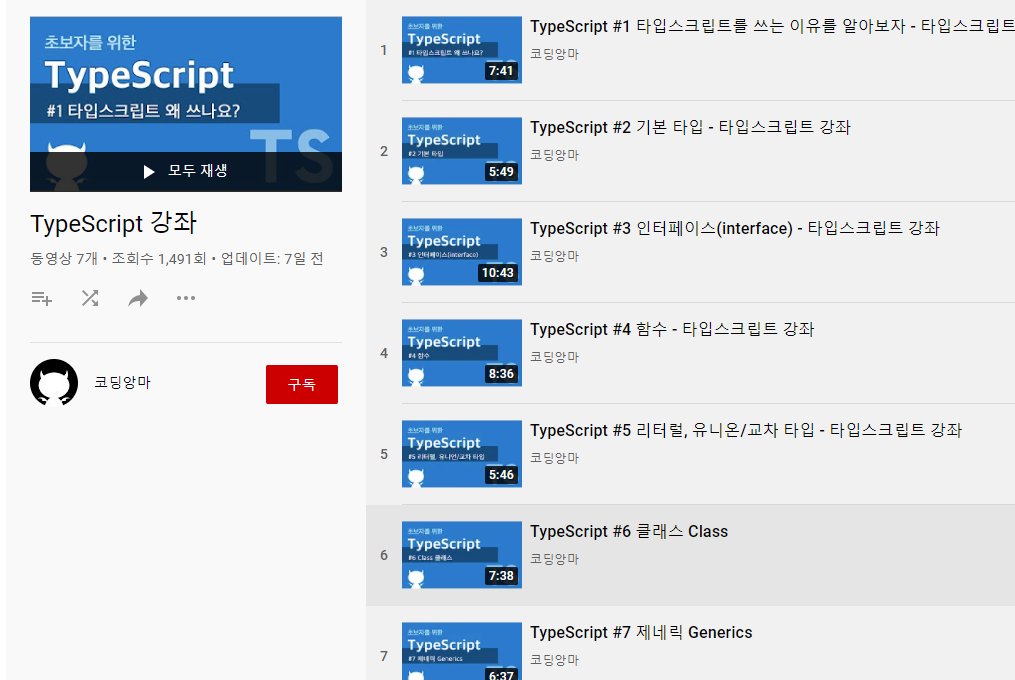 초보자를 위한
TypeScript
#1 타입스크립트 왜 쓰나요?
TS
모두 재생
TypeScript 강좌
동영상 7개 • 조회수 1,491회 • 업데이트: 7일 전
코딩앙마
구독
1
초보자를 위한
TypeScript
#1 타입스크립트 왜 쓰나요?
7:41
TypeScript #1 타입스크립트를 쓰는 이유를 알아보자 - 타입스크립트
코딩앙마
2
초보자를 위한
TypeScript
#2 기본 타입
5:49
TypeScript #2 기본 타입 - 타입스크립트 강좌
코딩앙마
3
초보자를 위한
TypeScript
#3 인터페이스(interface)
10:43
TypeScript #3 인터페이스(interface) - 타입스크립트 강좌
코딩앙마
4
초보자를 위한
TypeScript
#4 함수
8:36
TypeScript #4 함수 - 타입스크립트 강좌
코딩앙마
5
초보자를 위한
TypeScript
#5 리터럴, 유니언/교차 타입
5:46
TypeScript #5 리터럴, 유니온/교차 타입 - 타입스크립트 강좌
코딩앙마
6
초보자를 위한
TypeScript
#6 Class 클래스
7:38
TypeScript #6 클래스 Class
코딩앙마
7
초보자를 위한
TypeScript
#7 제네릭 Generics
6:37
TypeScript #7 제네릭 Generics
코딩앙마